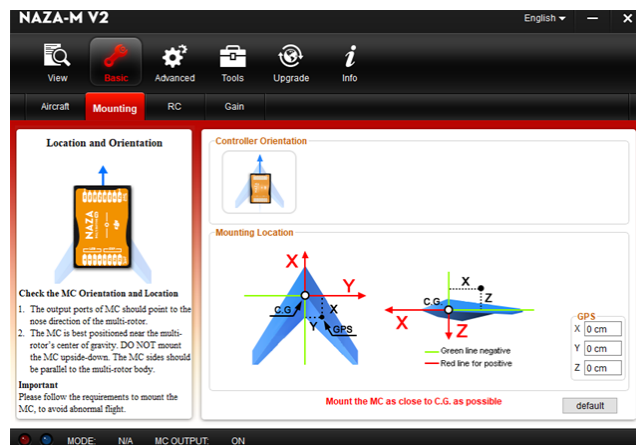 NAZA-M V2
English
View
Basic
Advanced
Tools
Upgrade
Info
Aircraft
Mounting
RC
Gain
Location and Orientation
NAZA
Check the MC Orientation and Location
1. The output ports of MC should point to the
nose direction of the multi-rotor.
2. The MC is best positioned near the multi-
rotor's center of gravity. DO NOT mount
the MC upside-down. The MC sides should
be parallel to the multi-rotor body.
Important
Please follow the requirements to mount the
MC, to avoid abnormal flight.
Controller Orientation
Mounting Location
X
Y
C.G
X
Y
GPS
X
C.G.
Z
X
Z
Green line negative
Red line for positive
GPS
X 0 cm
Y 0 cm
Z 0 cm
Mount the MC as close to C.G. as possible
default
MODE: N/A MC OUTPUT: ON